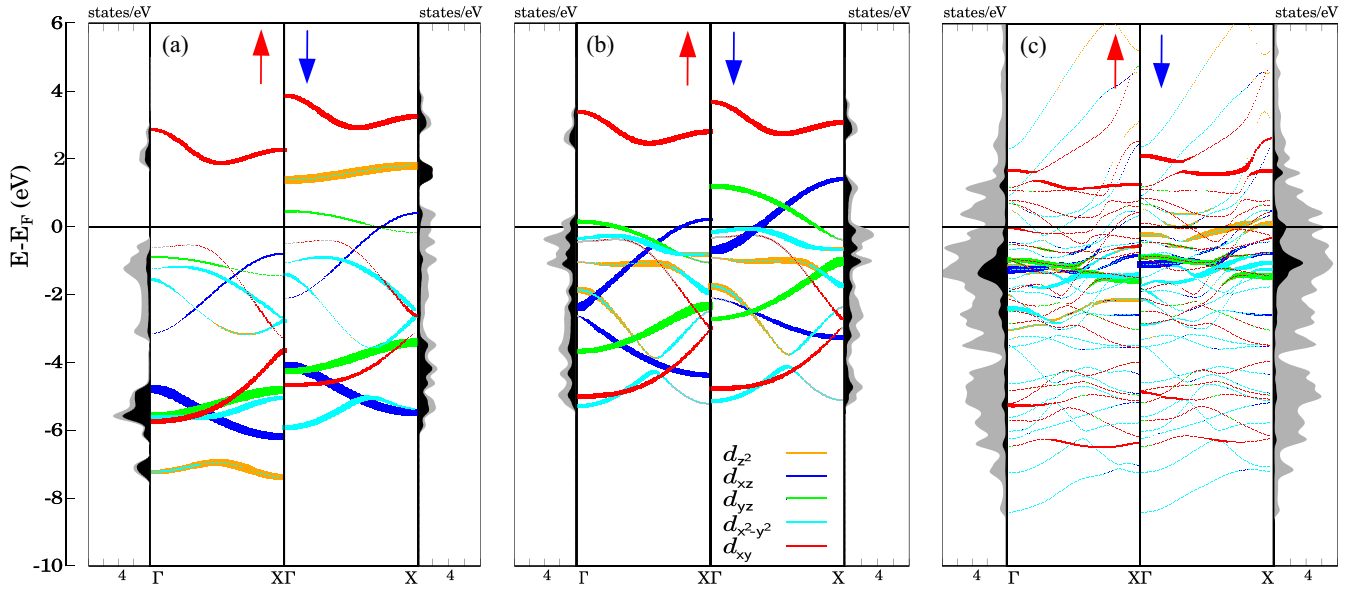 states/eV states/eV states/eV states/eV states/eV states/eV
6 (a) (b) (c)
4
2
0
-2
-4
-6
-8
-10
E-E_F (eV)
d_z²
d_xz
d_yz
d_x²-y²
d_xy
4 Γ XΓ X 4 4 Γ XΓ X 4 4 Γ XΓ X 4